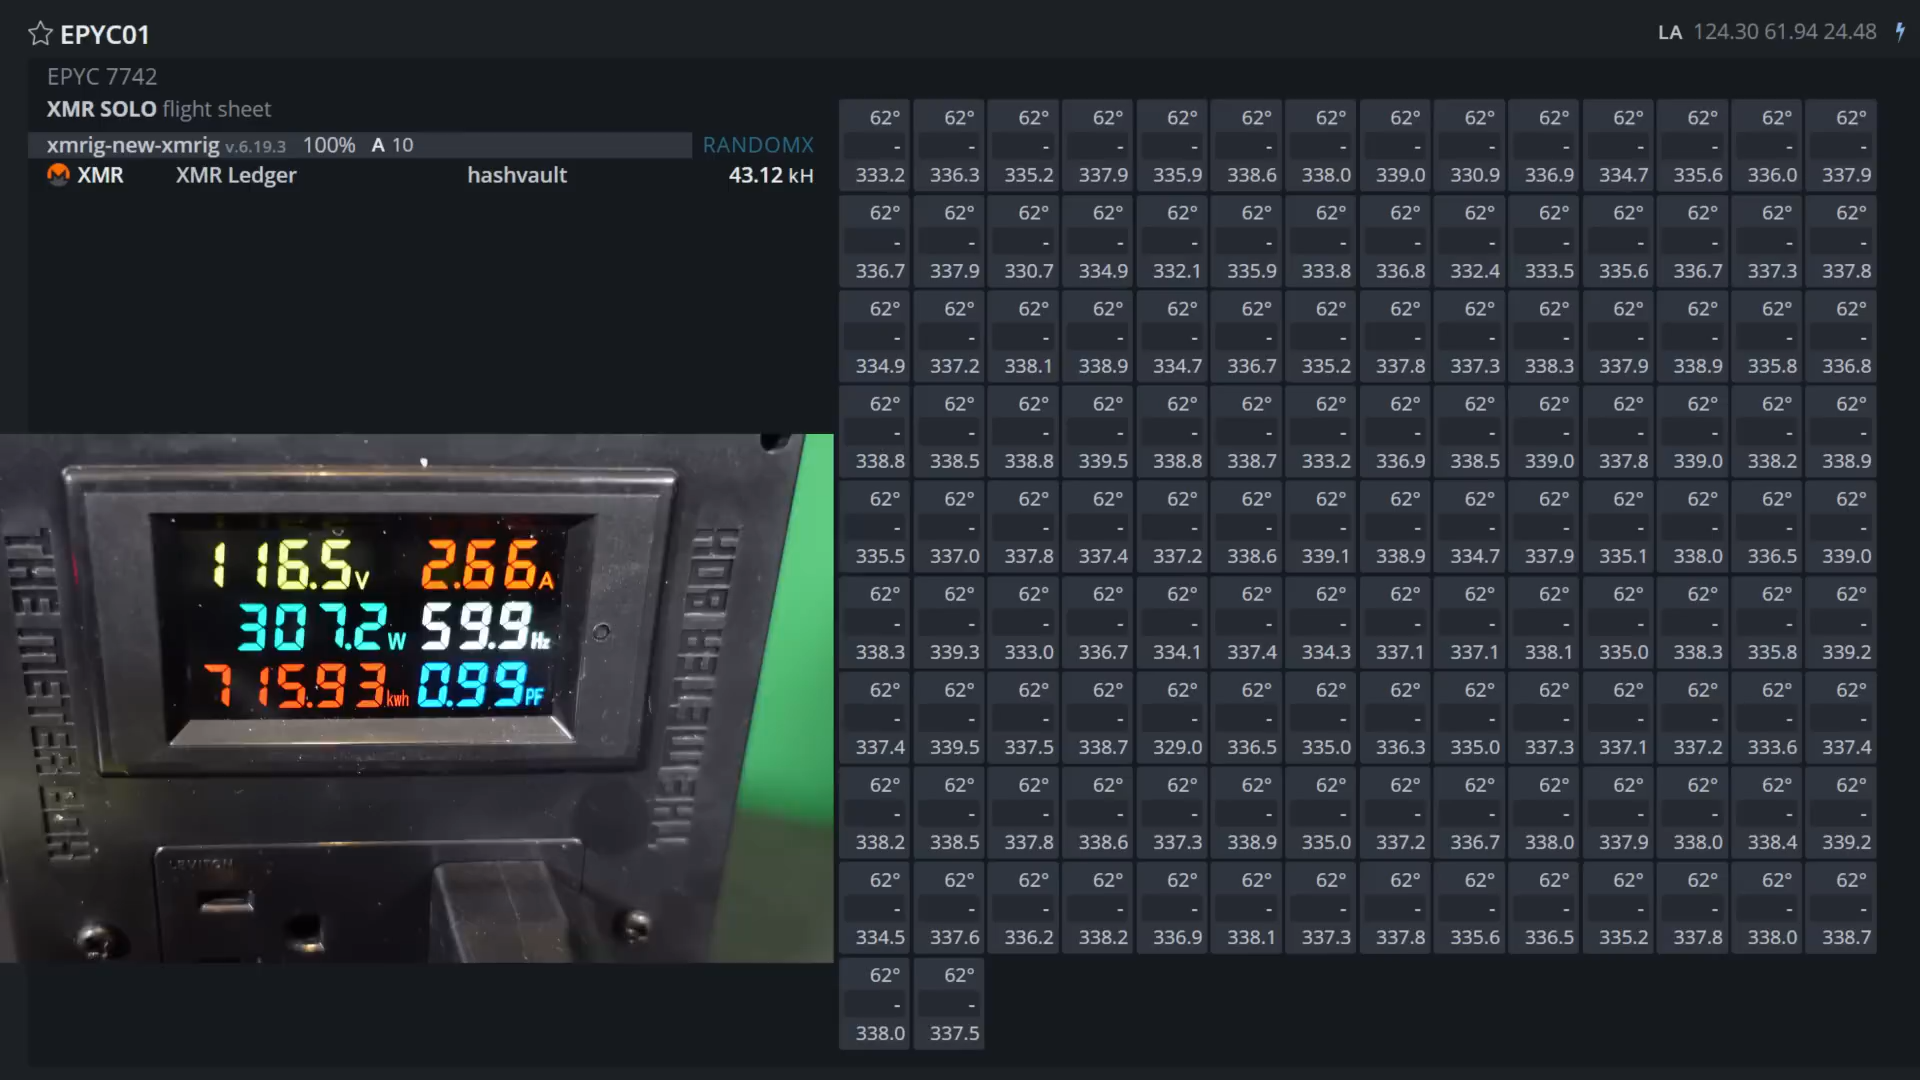 EPYC01
LA 124.30 61.94 24.48
EPYC 7742
XMR SOLO flight sheet
xmrig-new-xmrig v.6.19.3 100% A 10 RANDOMX
XMR XMR Ledger hashvault 43.12 kH
62° 62° 62° 62° 62° 62° 62° 62° 62° 62° 62° 62° 62° 62°
- - - - - - - - - - - - - -
333.2 336.3 335.2 337.9 335.9 338.6 338.0 339.0 330.9 336.9 334.7 335.6 336.0 337.9
62° 62° 62° 62° 62° 62° 62° 62° 62° 62° 62° 62° 62° 62°
- - - - - - - - - - - - - -
336.7 337.9 330.7 334.9 332.1 335.9 333.8 336.8 332.4 333.5 335.6 336.7 337.3 337.8
62° 62° 62° 62° 62° 62° 62° 62° 62° 62° 62° 62° 62° 62°
- - - - - - - - - - - - - -
334.9 337.2 338.1 338.9 334.7 336.7 335.2 337.8 337.3 338.3 337.9 338.9 335.8 336.8
62° 62° 62° 62° 62° 62° 62° 62° 62° 62° 62° 62° 62° 62°
- - - - - - - - - - - - - -
338.8 338.5 338.8 339.5 338.8 338.7 333.2 336.9 338.5 339.0 337.8 339.0 338.2 338.9
62° 62° 62° 62° 62° 62° 62° 62° 62° 62° 62° 62° 62° 62°
- - - - - - - - - - - - - -
335.5 337.0 337.8 337.4 337.2 338.6 339.1 338.9 334.7 337.9 335.1 338.0 336.5 339.0
62° 62° 62° 62° 62° 62° 62° 62° 62° 62° 62° 62° 62° 62°
- - - - - - - - - - - - - -
338.3 339.3 333.0 336.7 334.1 337.4 334.3 337.1 337.1 338.1 335.0 338.3 335.8 339.2
62° 62° 62° 62° 62° 62° 62° 62° 62° 62° 62° 62° 62° 62°
- - - - - - - - - - - - - -
337.4 339.5 337.5 338.7 329.0 336.5 335.0 336.3 335.0 337.3 337.1 337.2 333.6 337.4
62° 62° 62° 62° 62° 62° 62° 62° 62° 62° 62° 62° 62° 62°
- - - - - - - - - - - - - -
338.2 338.5 337.8 338.6 337.3 338.9 335.0 337.2 336.7 338.0 337.9 338.0 338.4 339.2
62° 62° 62° 62° 62° 62° 62° 62° 62° 62° 62° 62° 62° 62°
- - - - - - - - - - - - - -
334.5 337.6 336.2 338.2 336.9 338.1 337.3 337.8 335.6 336.5 335.2 337.8 338.0 338.7
62° 62°
- -
338.0 337.5
THE METER BOX
116.5 V 2.66 A
307.2 W 59.9 Hz
715.93 kwh 0.99 PF
LEVITON